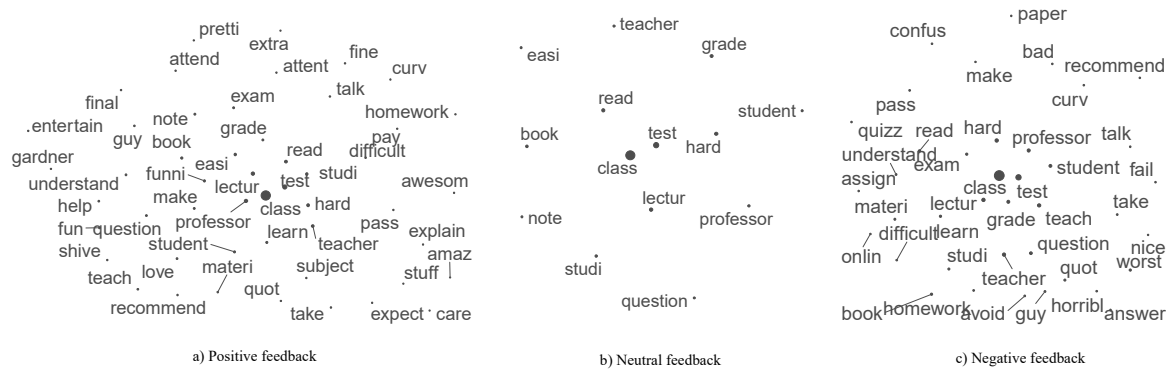 pretti
extra
attend
attent
fine
curv
final
exam
talk
note
homework
entertain
guy
book
grade
pay
difficult
gardner
funni
easi
read
studi
understand
lectur
test
awesom
help
make
professor
class
hard
pass
fun
question
learn
teacher
explain
shive
student
amaz
teach
love
materi
subject
stuff
recommend
quot
take
expect
care
a) Positive feedback
teacher
easi
grade
read
student
book
test
hard
class
lectur
note
professor
studi
question
b) Neutral feedback
paper
confus
bad
make
recommend
pass
curv
quizz
read
hard
professor
talk
understand
exam
student
fail
assign
class
test
materi
lectur
grade
teach
take
difficult
learn
onlin
studi
question
nice
worst
teacher
quot
book
homework
avoid
guy
horribl
answer
c) Negative feedback